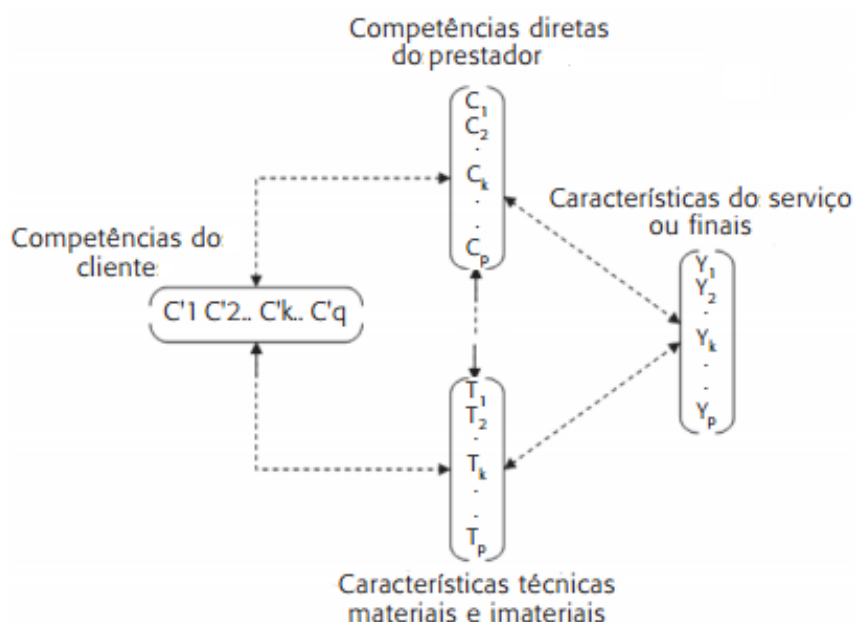 Competências diretas
do prestador
C1
C2
.
Ck
.
.
Cp
Características do serviço
ou finais
Competências do
cliente
C'1 C'2.. C'k.. C'q
Y1
Y2
.
Yk
.
.
Yp
T1
T2
.
Tk
.
.
Tp
Características técnicas
materiais e imateriais